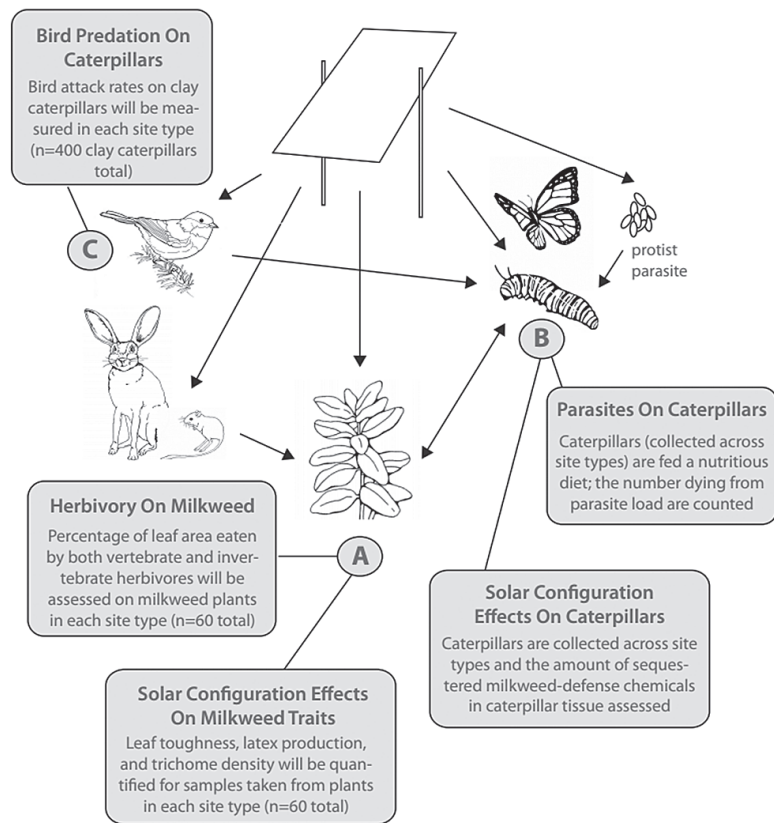 Bird Predation On
Caterpillars
Bird attack rates on clay
caterpillars will be mea-
sured in each site type
(n=400 clay caterpillars
total)
C
protist
parasite
B
Parasites On Caterpillars
Caterpillars (collected across
site types) are fed a nutritious
diet; the number dying from
parasite load are counted
Herbivory On Milkweed
Percentage of leaf area eaten
by both vertebrate and inver-
tebrate herbivores will be
assessed on milkweed plants
in each site type (n=60 total)
A
Solar Configuration
Effects On Caterpillars
Caterpillars are collected across site
types and the amount of seques-
tered milkweed-defense chemicals
in caterpillar tissue assessed
Solar Configuration Effects
On Milkweed Traits
Leaf toughness, latex production,
and trichome density will be quan-
tified for samples taken from plants
in each site type (n=60 total)